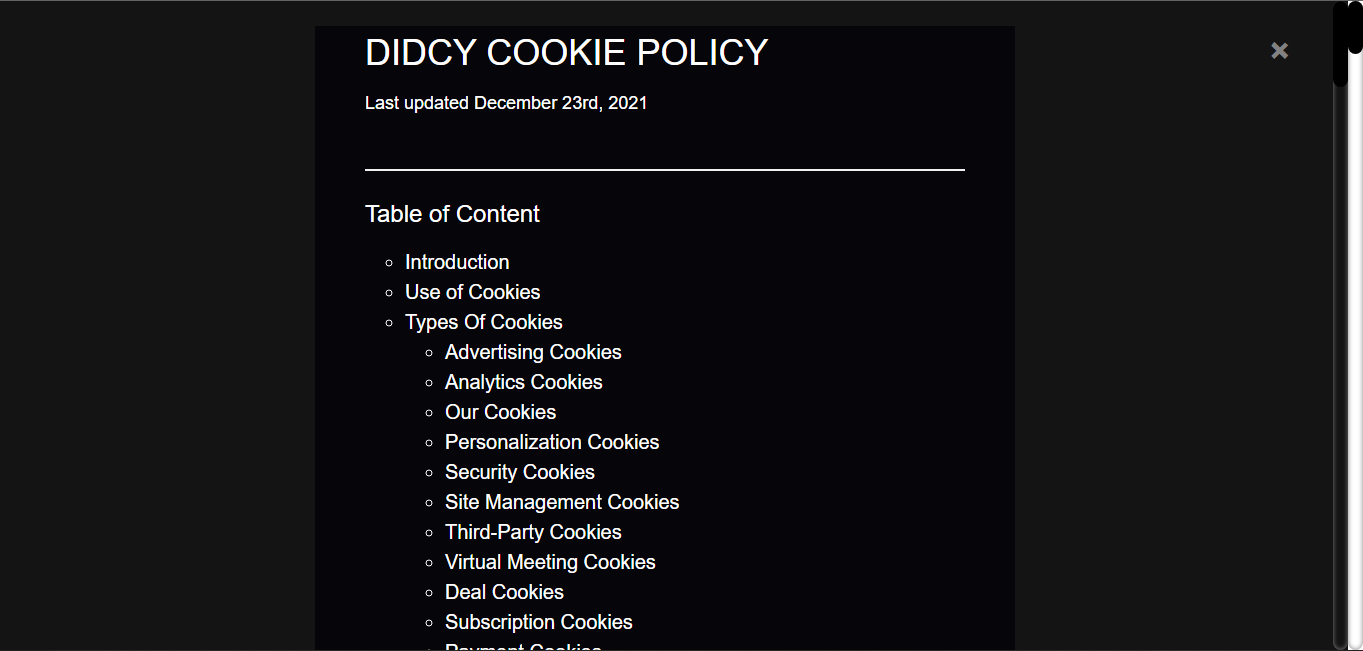 DIDCY COOKIE POLICY
Last updated December 23rd, 2021
Table of Content
Introduction
Use of Cookies
Types Of Cookies
Advertising Cookies
Analytics Cookies
Our Cookies
Personalization Cookies
Security Cookies
Site Management Cookies
Third-Party Cookies
Virtual Meeting Cookies
Deal Cookies
Subscription Cookies
Payment Cookies